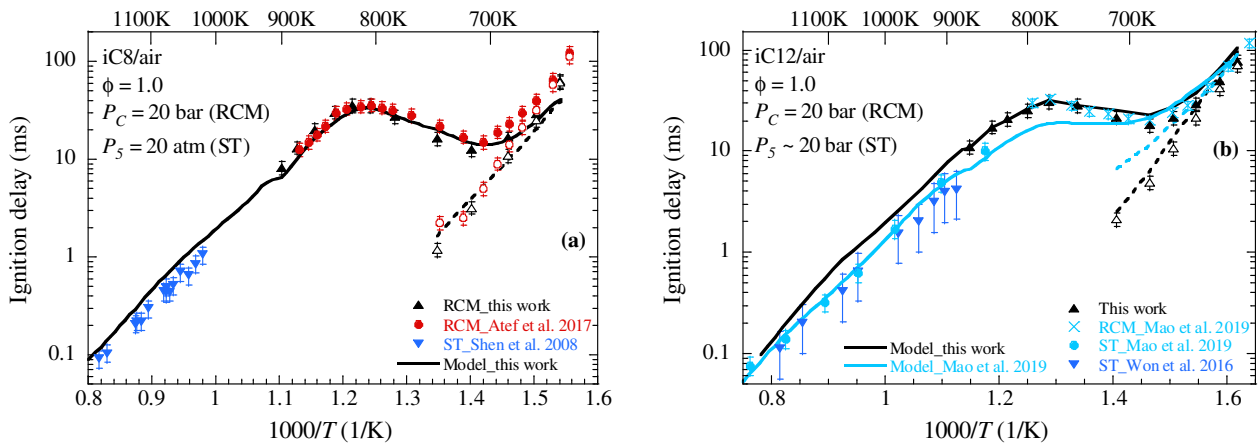 1100K 1000K 900K 800K 700K
iC8/air
ϕ = 1.0
P_C = 20 bar (RCM)
P_5 = 20 atm (ST)
(a)
RCM_this work
RCM_Atef et al. 2017
ST_Shen et al. 2008
Model_this work
100
10
1
0.1
Ignition delay (ms)
0.8 0.9 1 1.1 1.2 1.3 1.4 1.5 1.6
1000/T (1/K)
1100K 1000K 900K 800K 700K
iC12/air
ϕ = 1.0
P_C = 20 bar (RCM)
P_5 ~ 20 bar (ST)
(b)
This work
RCM_Mao et al. 2019
ST_Mao et al. 2019
ST_Won et al. 2016
Model_this work
Model_Mao et al. 2019
100
10
1
0.1
Ignition delay (ms)
0.8 1 1.2 1.4 1.6
1000/T (1/K)